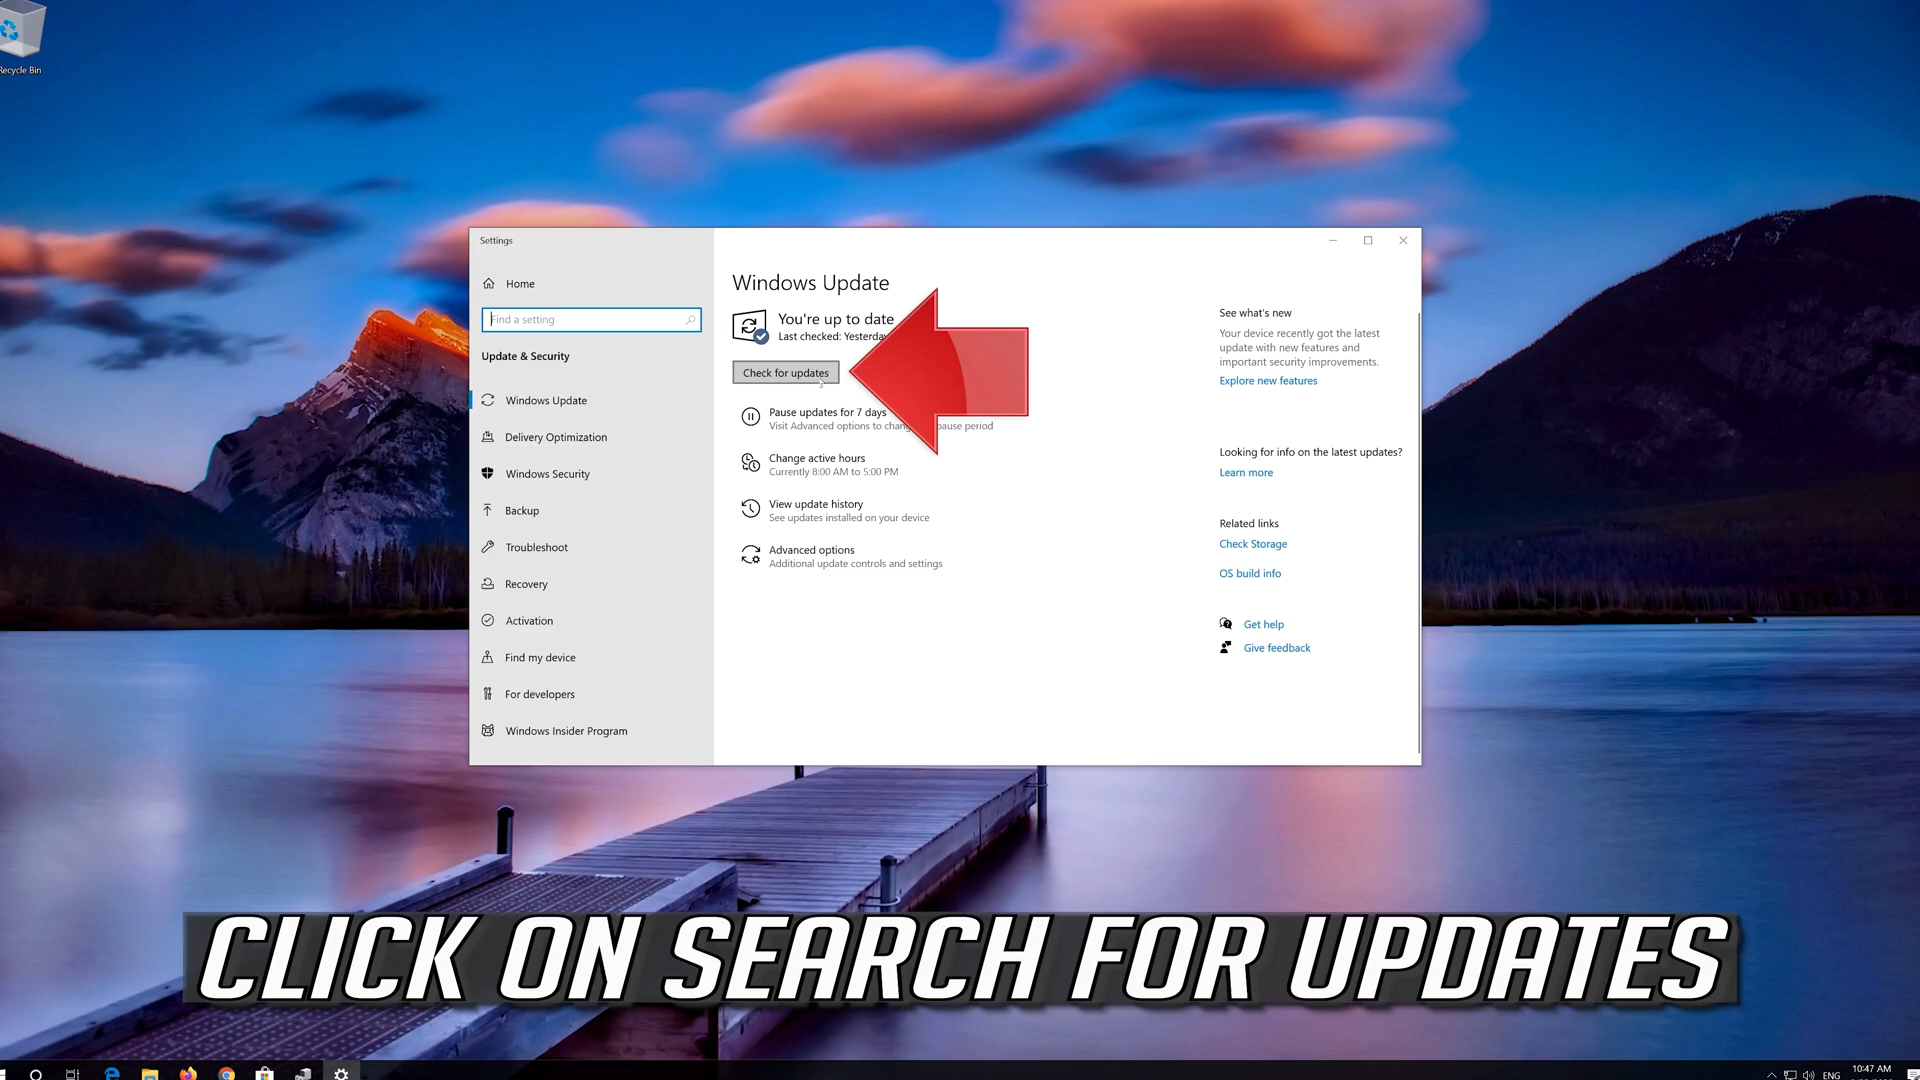 Recycle Bin
Settings
Home
Find a setting
Update & Security
Windows Update
Delivery Optimization
Windows Security
Backup
Troubleshoot
Recovery
Activation
Find my device
For developers
Windows Insider Program
Windows Update
You're up to date
Last checked:
Check for updates
Pause updates for 7 days
Visit Advanced options to pause period
Change active hours
Currently 8:00 AM to 5:00 PM
View update history
See updates installed on your device
Advanced options
Additional update controls and settings
See what's new
Your device recently got the latest
update with new features and
important security improvements.
Explore new features
Looking for info on the latest updates?
Learn more
Related links
Check Storage
OS build info
Get help
Give feedback
CLICK ON SEARCH FOR UPDATES
ENG
10:47 AM